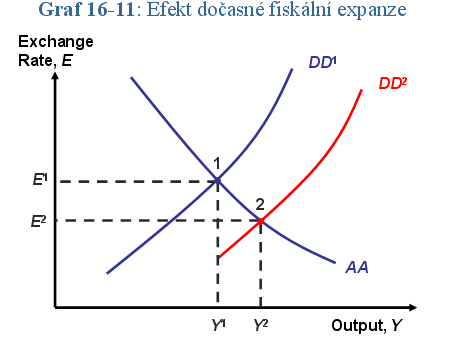 Graf 16-11: Efekt dočasné fiskální expanze
Exchange
Rate, E
DD¹
DD²
1
E¹
2
E²
AA
Y¹
Y²
Output, Y